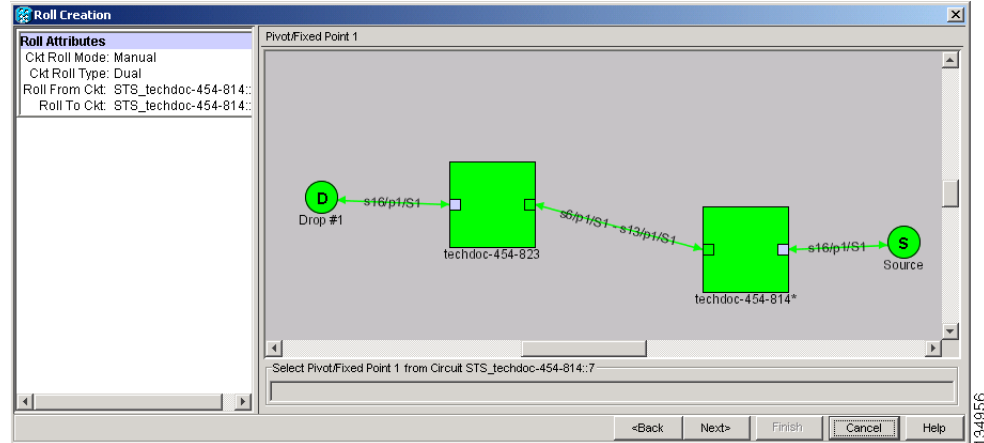 Roll Creation
Roll Attributes
Ckt Roll Mode: Manual
Ckt Roll Type: Dual
Roll From Ckt: STS_techdoc-454-814::
Roll To Ckt: STS_techdoc-454-814::
Pivot/Fixed Point 1
D
Drop #1
s16/p1/S1
techdoc-454-823
s6/p1/S1 - s13/p1/S1
techdoc-454-814*
s16/p1/S1
S
Source
Select Pivot/Fixed Point 1 from Circuit STS_techdoc-454-814::7
<Back
Next>
Finish
Cancel
Help
134956